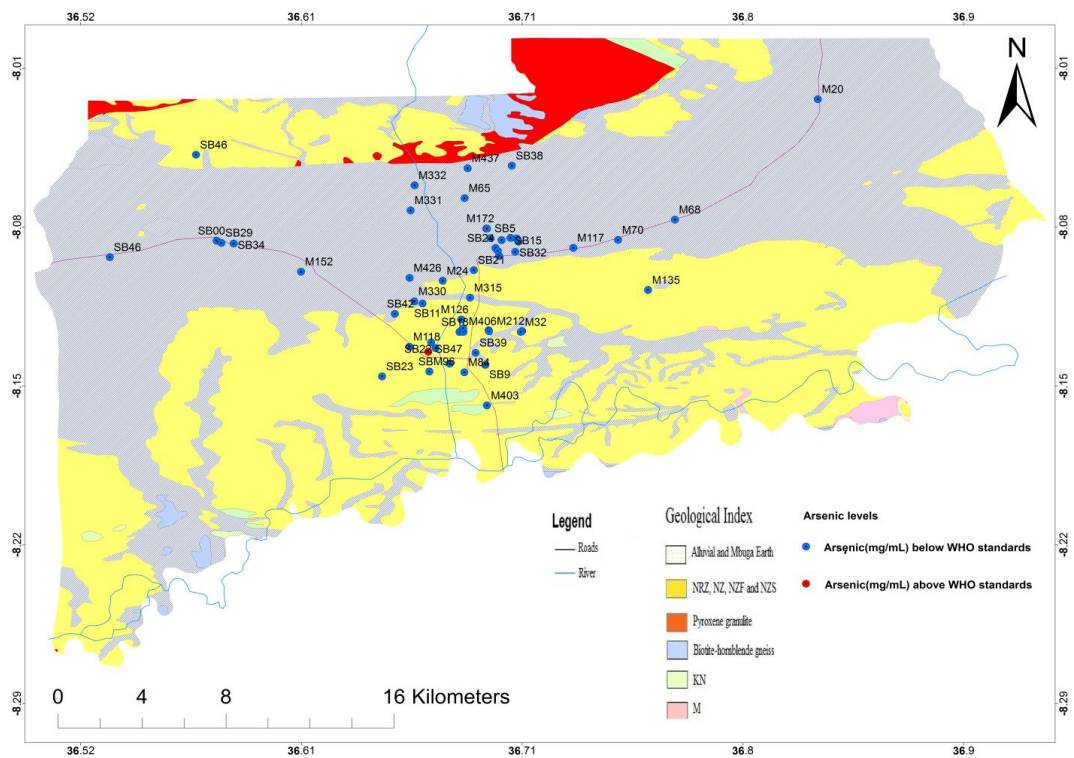 36.52 36.61 36.71 36.8 36.9
-8.01 -8.01
N
M20
SB46
M437 SB38
M332
M65
M331
-8.08 -8.08
M68
M172
SB00 SB29 SB5
SB24 SB15 M70
SB34 M117
SB46 SB32
SB21
M152
M426 M24
M135
M315
M330
SB42
SB11 M126
M406 M212 M32
M118
SB39
SB47
M84
SB23 SB9
-8.15 -8.15
M403
Legend
Roads
River
Geological Index
Alluvial and Mbuga Earth
NRZ, NZ, NZF and NZS
Pyroxene granulite
Biotite-hornblende gneiss
KN
M
Arsenic levels
Arsenic(mg/mL) below WHO standards
Arsenic(mg/mL) above WHO standards
-8.22 -8.22
0 4 8 16 Kilometers
-8.29 -8.29
36.52 36.61 36.71 36.8 36.9